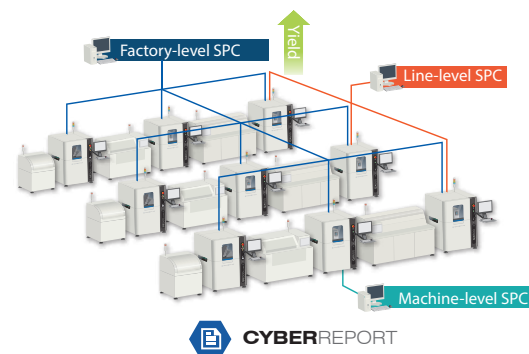 Factory-level SPC
Yield
Line-level SPC
Machine-level SPC
CYBERREPORT